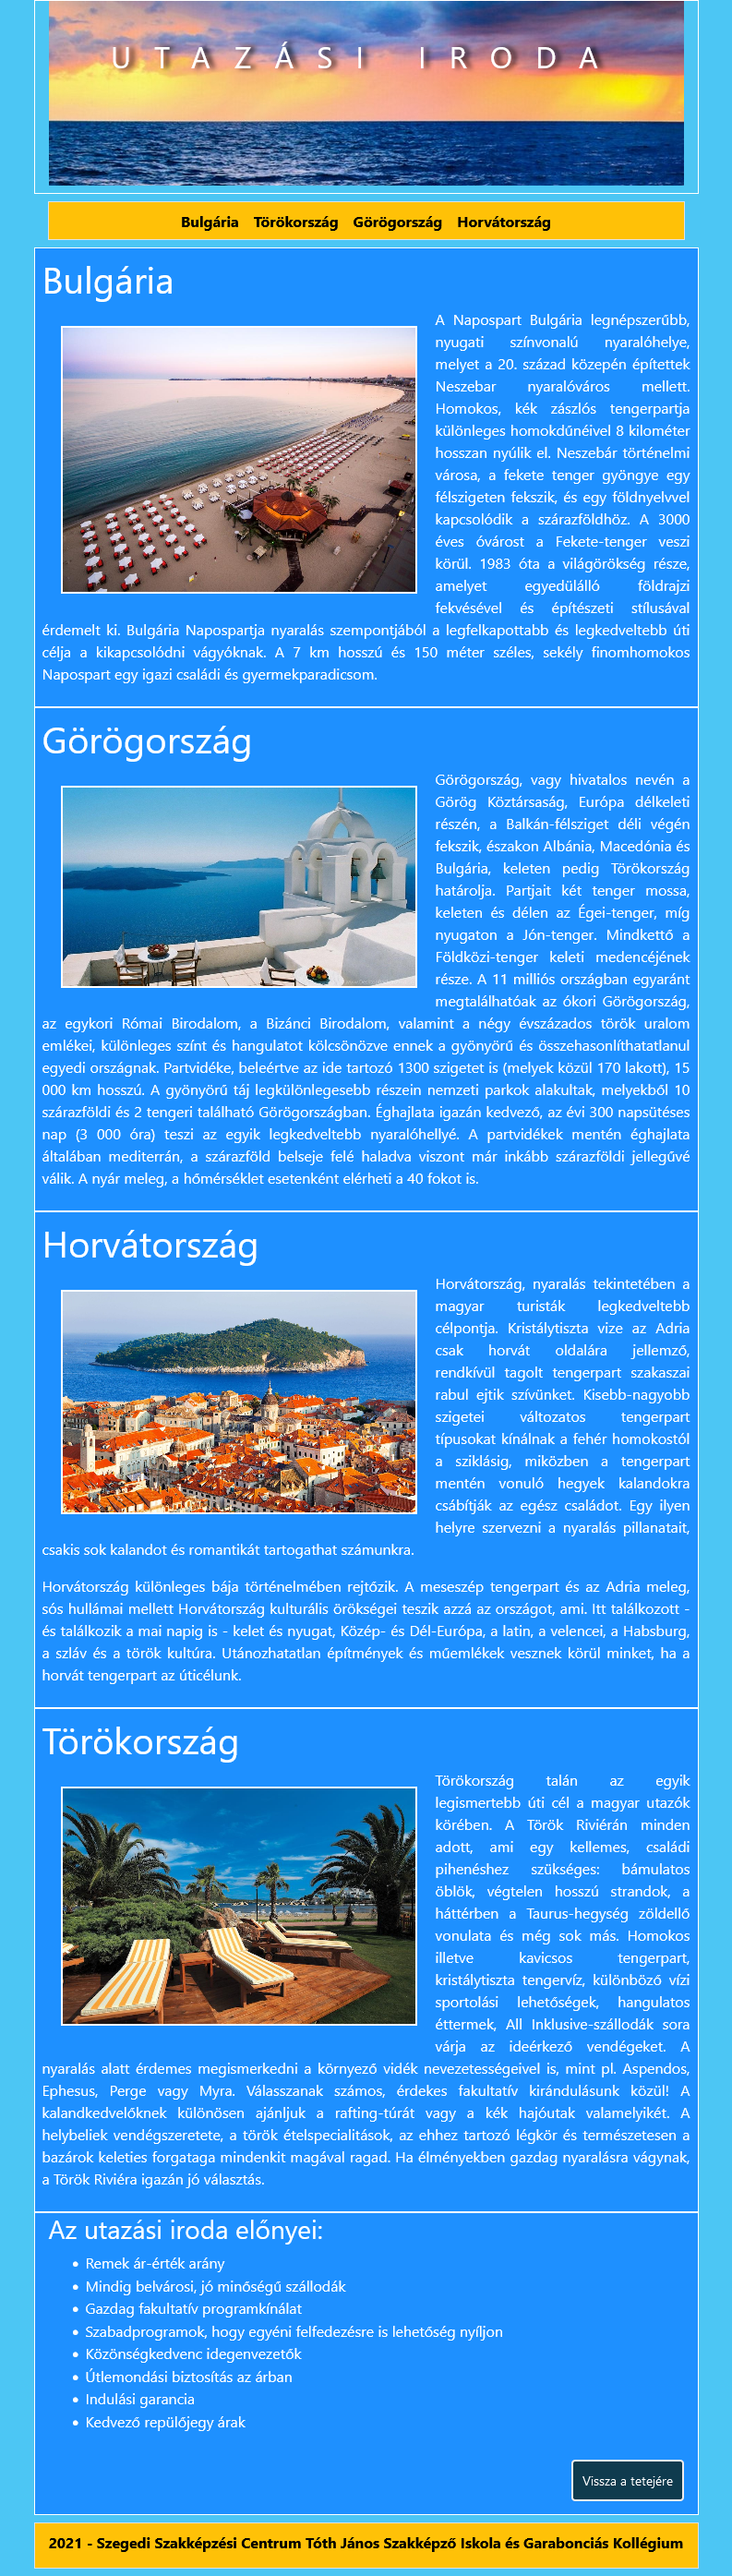 UTAZÁSI IRODA
Bulgária Törökország Görögország Horvátország
Bulgária
A Napospart Bulgária legnépszerűbb,
nyugati színvonalú nyaralóhelye,
melyet a 20. század közepén építettek
Neszebar nyaralóváros mellett.
Homokos, kék zászlós tengerpartja
különleges homokdűnéivel 8 kilométer
hosszan nyúlik el. Neszebár történelmi
városa, a fekete tenger gyöngye egy
félszigeten fekszik, és egy földnyelvvel
kapcsolódik a szárazföldhöz. A 3000
éves óvárost a Fekete-tenger veszi
körül. 1983 óta a világörökség része,
amelyet egyedülálló földrajzi
fekvésével és építészeti stílusával
érdemelt ki. Bulgária Napospartja nyaralás szempontjából a legfelkapottabb és legkedveltebb úti
célja a kikapcsolódni vágyóknak. A 7 km hosszú és 150 méter széles, sekély finomhomokos
Napospart egy igazi családi és gyermekparadicsom.
Görögország
Görögország, vagy hivatalos nevén a
Görög Köztársaság, Európa délkeleti
részén, a Balkán-félsziget déli végén
fekszik, északon Albánia, Macedónia és
Bulgária, keleten pedig Törökország
határolja. Partjait két tenger mossa,
keleten és délen az Égei-tenger, míg
nyugaton a Jón-tenger. Mindkettő a
Földközi-tenger keleti medencéjének
része. A 11 milliós országban egyaránt
megtalálhatóak az ókori Görögország,
az egykori Római Birodalom, a Bizánci Birodalom, valamint a négy évszázados török uralom
emlékei, különleges színt és hangulatot kölcsönözve ennek a gyönyörű és összehasonlíthatatlanul
egyedi országnak. Partvidéke, beleértve az ide tartozó 1300 szigetet is (melyek közül 170 lakott), 15
000 km hosszú. A gyönyörű táj legkülönlegesebb részein nemzeti parkok alakultak, melyekből 10
szárazföldi és 2 tengeri található Görögországban. Éghajlata igazán kedvező, az évi 300 napsütéses
nap (3 000 óra) teszi az egyik legkedveltebb nyaralóhellyé. A partvidékek mentén éghajlata
általában mediterrán, a szárazföld belseje felé haladva viszont már inkább szárazföldi jellegűvé
válik. A nyár meleg, a hőmérséklet esetenként elérheti a 40 fokot is.
Horvátország
Horvátország, nyaralás tekintetében a
magyar turisták legkedveltebb
célpontja. Kristálytiszta vize az Adria
csak horvát oldalára jellemző,
rendkívül tagolt tengerpart szakaszai
rabul ejtik szívünket. Kisebb-nagyobb
szigetei változatos tengerpart
típusokat kínálnak a fehér homokostól
a sziklásig, miközben a tengerpart
mentén vonuló hegyek kalandokra
csábítják az egész családot. Egy ilyen
helyre szervezni a nyaralás pillanatait,
csakis sok kalandot és romantikát tartogathat számunkra.
Horvátország különleges bája történelmében rejtőzik. A meseszép tengerpart és az Adria meleg,
sós hullámai mellett Horvátország kulturális örökségei teszik azzá az országot, ami. Itt találkozott -
és találkozik a mai napig is - kelet és nyugat, Közép- és Dél-Európa, a latin, a velencei, a Habsburg,
a szláv és a török kultúra. Utánozhatatlan építmények és műemlékek vesznek körül minket, ha a
horvát tengerpart az úticélunk.
Törökország
Törökország talán az egyik
legismertebb úti cél a magyar utazók
körében. A Török Riviérán minden
adott, ami egy kellemes, családi
pihenéshez szükséges: bámulatos
öblök, végtelen hosszú strandok, a
háttérben a Taurus-hegység zöldellő
vonulata és még sok más. Homokos
illetve kavicsos tengerpart,
kristálytiszta tengervíz, különböző vízi
sportolási lehetőségek, hangulatos
éttermek, All Inklusive-szállodák sora
várja az ideérkező vendégeket. A
nyaralás alatt érdemes megismerkedni a környező vidék nevezetességeivel is, mint pl. Aspendos,
Ephesus, Perge vagy Myra. Válasszanak számos, érdekes fakultatív kirándulásunk közül! A
kalandkedvelőknek különösen ajánljuk a rafting-túrát vagy a kék hajóutak valamelyikét. A
helybeliek vendégszeretete, a török ételspecialitások, az ehhez tartozó légkör és természetesen a
bazárok keleties forgataga mindenkit magával ragad. Ha élményekben gazdag nyaralásra vágynak,
a Török Riviéra igazán jó választás.
Az utazási iroda előnyei:
• Remek ár-érték arány
• Mindig belvárosi, jó minőségű szállodák
• Gazdag fakultatív programkínálat
• Szabadprogramok, hogy egyéni felfedezésre is lehetőség nyíljon
• Közönségkedvenc idegenvezetők
• Útlemondási biztosítás az árban
• Indulási garancia
• Kedvező repülőjegy árak
Vissza a tetejére
2021 - Szegedi Szakképzési Centrum Tóth János Szakképző Iskola és Garabonciás Kollégium